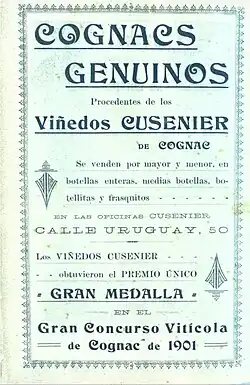 COGNACS
GENUINOS
Procedentes de los
Viñedos CUSENIER
DE COGNAC
Se venden por mayor y menor, en
botellas enteras, medias botellas, bo-
tellitas y frasquitos - - - - - -
EN LAS OFICINAS CUSENIER
CALLE URUGUAY, 50
Los VIÑEDOS CUSENIER - - -
- - obtuvieron el PREMIO ÚNICO
" GRAN MEDALLA "
EN EL
Gran Concurso Vitícola
de Cognac de 1901